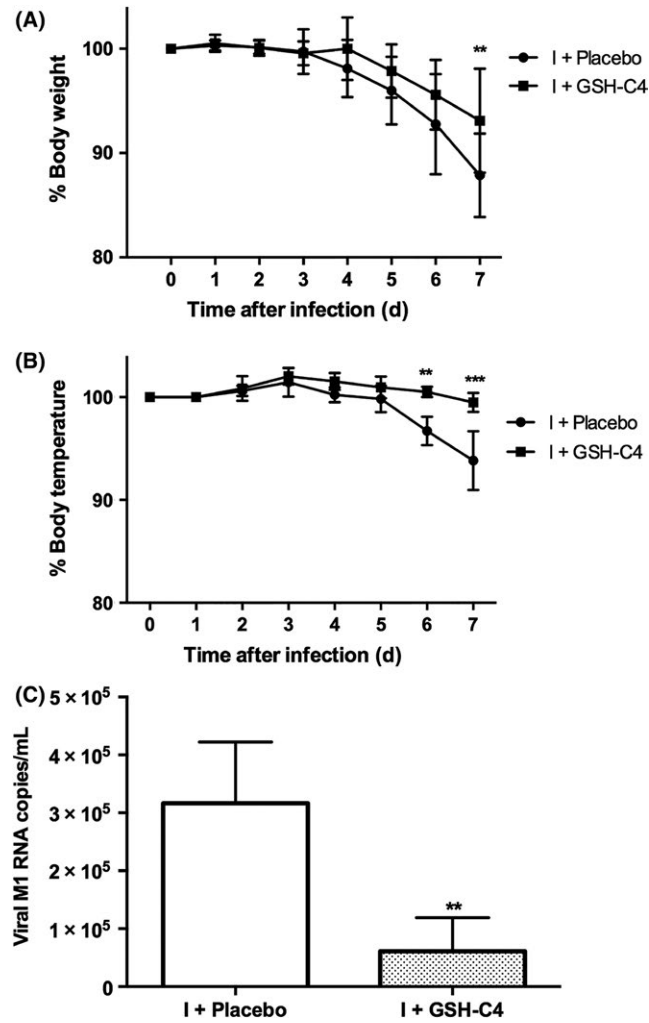 (A)
100
90
80
% Body weight
**
I + Placebo
I + GSH-C4
0 1 2 3 4 5 6 7
Time after infection (d)
(B)
100
90
80
% Body temperature
** ***
I + Placebo
I + GSH-C4
0 1 2 3 4 5 6 7
Time after infection (d)
(C)
5 × 10⁵
4 × 10⁵
3 × 10⁵
2 × 10⁵
1 × 10⁵
0
Viral M1 RNA copies/mL
**
I + Placebo I + GSH-C4